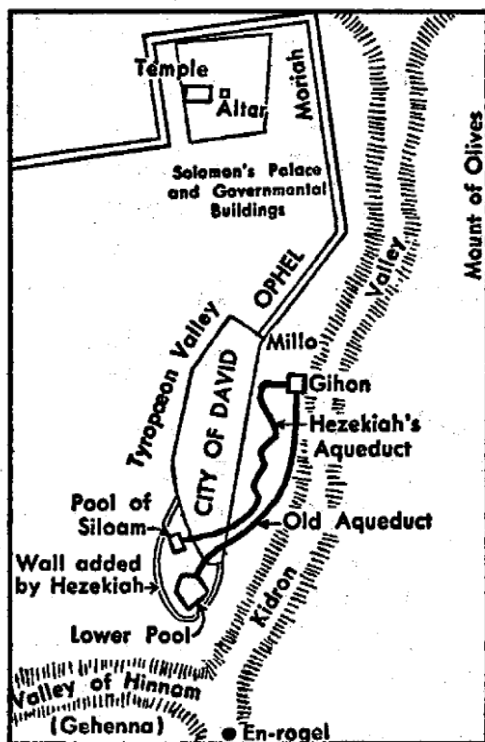 Temple
Altar
Moriah
Mount of Olives
Solomon's Palace
and Governmental
Buildings
Valley
OPHEL
Tyropæon Valley
Millo
CITY OF DAVID
Gihon
Hezekiah's
Aqueduct
Pool of
Siloam
Old Aqueduct
Wall added
by Hezekiah
Kidron
Lower Pool
Valley of Hinnom
(Gehenna)
En-rogel